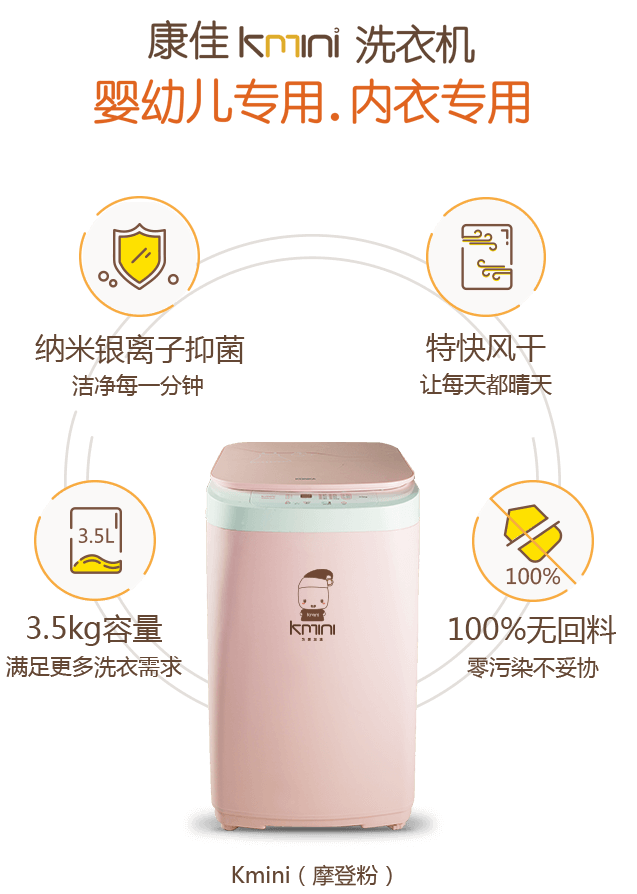 康佳 kmini 洗衣机
婴幼儿专用.内衣专用
纳米银离子抑菌
洁净每一分钟
特快风干
让每天都晴天
3.5L
3.5kg容量
满足更多洗衣需求
100%
100%无回料
零污染不妥协
kmini
kmini
Kmini（摩登粉）